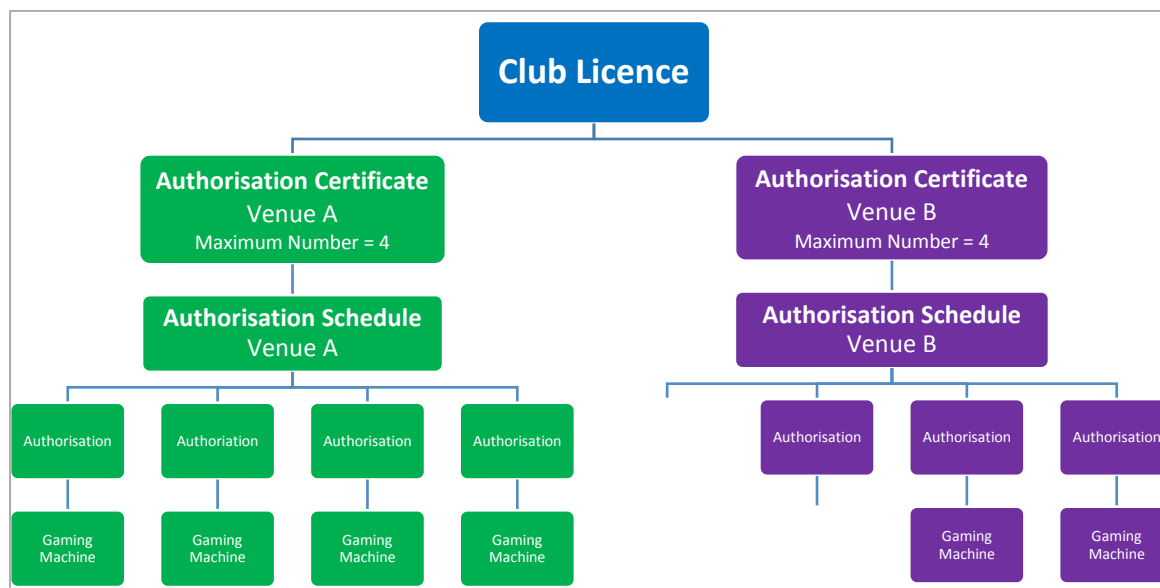 Club Licence
Authorisation Certificate
Venue A
Maximum Number = 4
Authorisation Certificate
Venue B
Maximum Number = 4
Authorisation Schedule
Venue A
Authorisation Schedule
Venue B
Authorisation
Authoriation
Authorisation
Authorisation
Authorisation
Authorisation
Authorisation
Gaming
Machine
Gaming
Machine
Gaming
Machine
Gaming
Machine
Gaming
Machine
Gaming
Machine